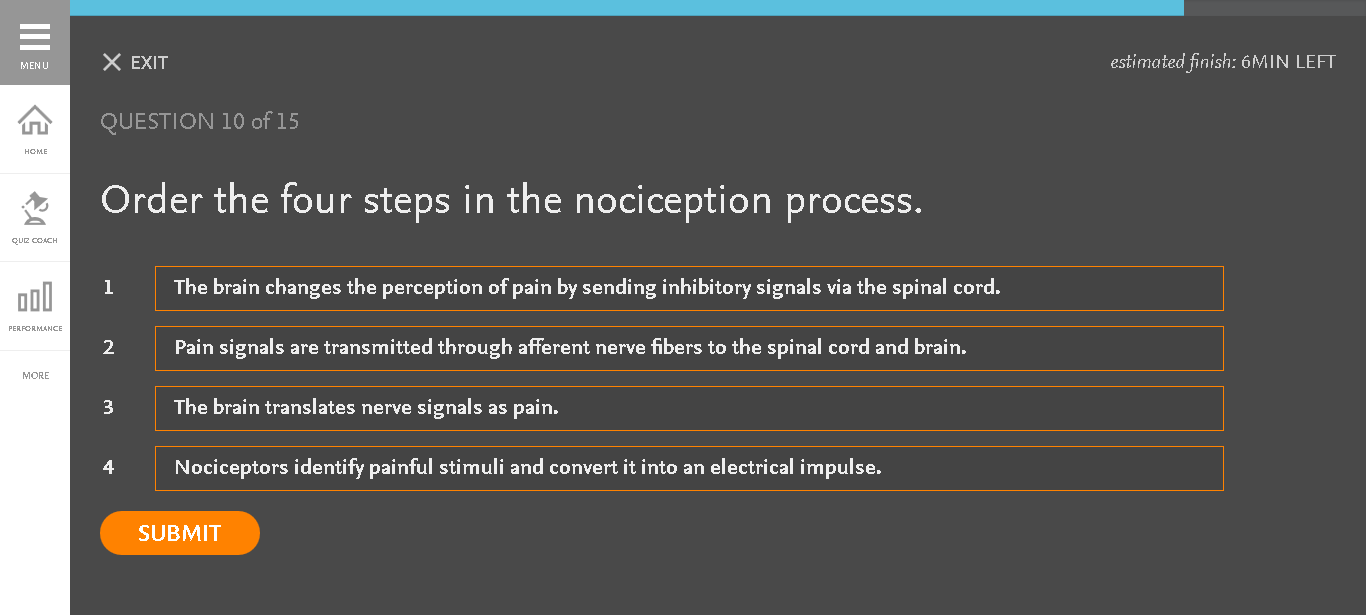 MENU
EXIT
estimated finish: 6MIN LEFT
HOME
QUESTION 10 of 15
QUIZ COACH
Order the four steps in the nociception process.
PERFORMANCE
MORE
1 The brain changes the perception of pain by sending inhibitory signals via the spinal cord.
2 Pain signals are transmitted through afferent nerve fibers to the spinal cord and brain.
3 The brain translates nerve signals as pain.
4 Nociceptors identify painful stimuli and convert it into an electrical impulse.
SUBMIT